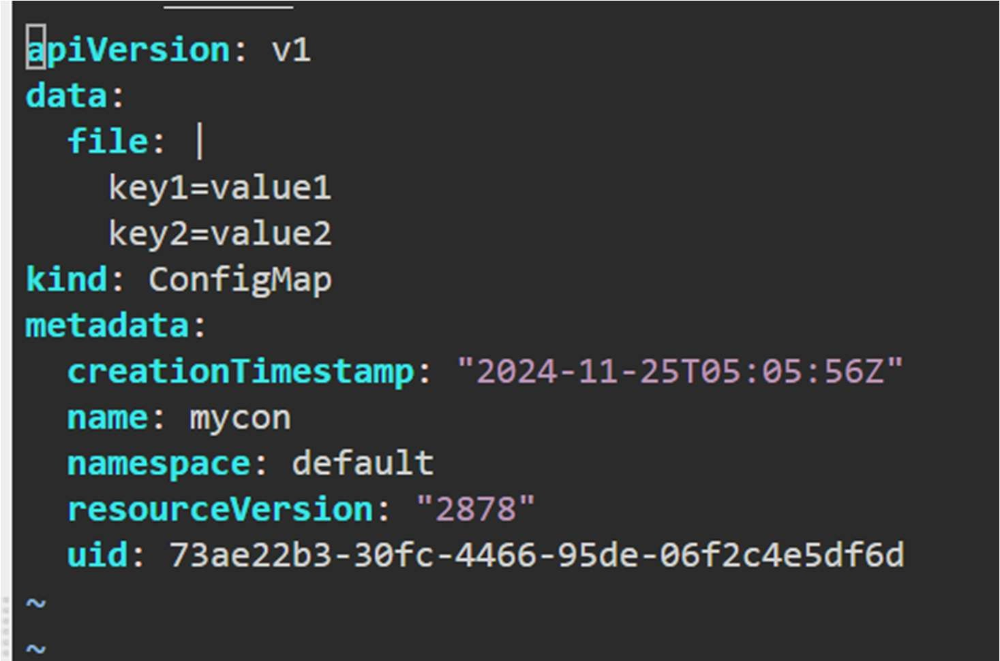 apiVersion: v1
data:
  file: |
    key1=value1
    key2=value2
kind: ConfigMap
metadata:
  creationTimestamp: "2024-11-25T05:05:56Z"
  name: mycon
  namespace: default
  resourceVersion: "2878"
  uid: 73ae22b3-30fc-4466-95de-06f2c4e5df6d
~
~